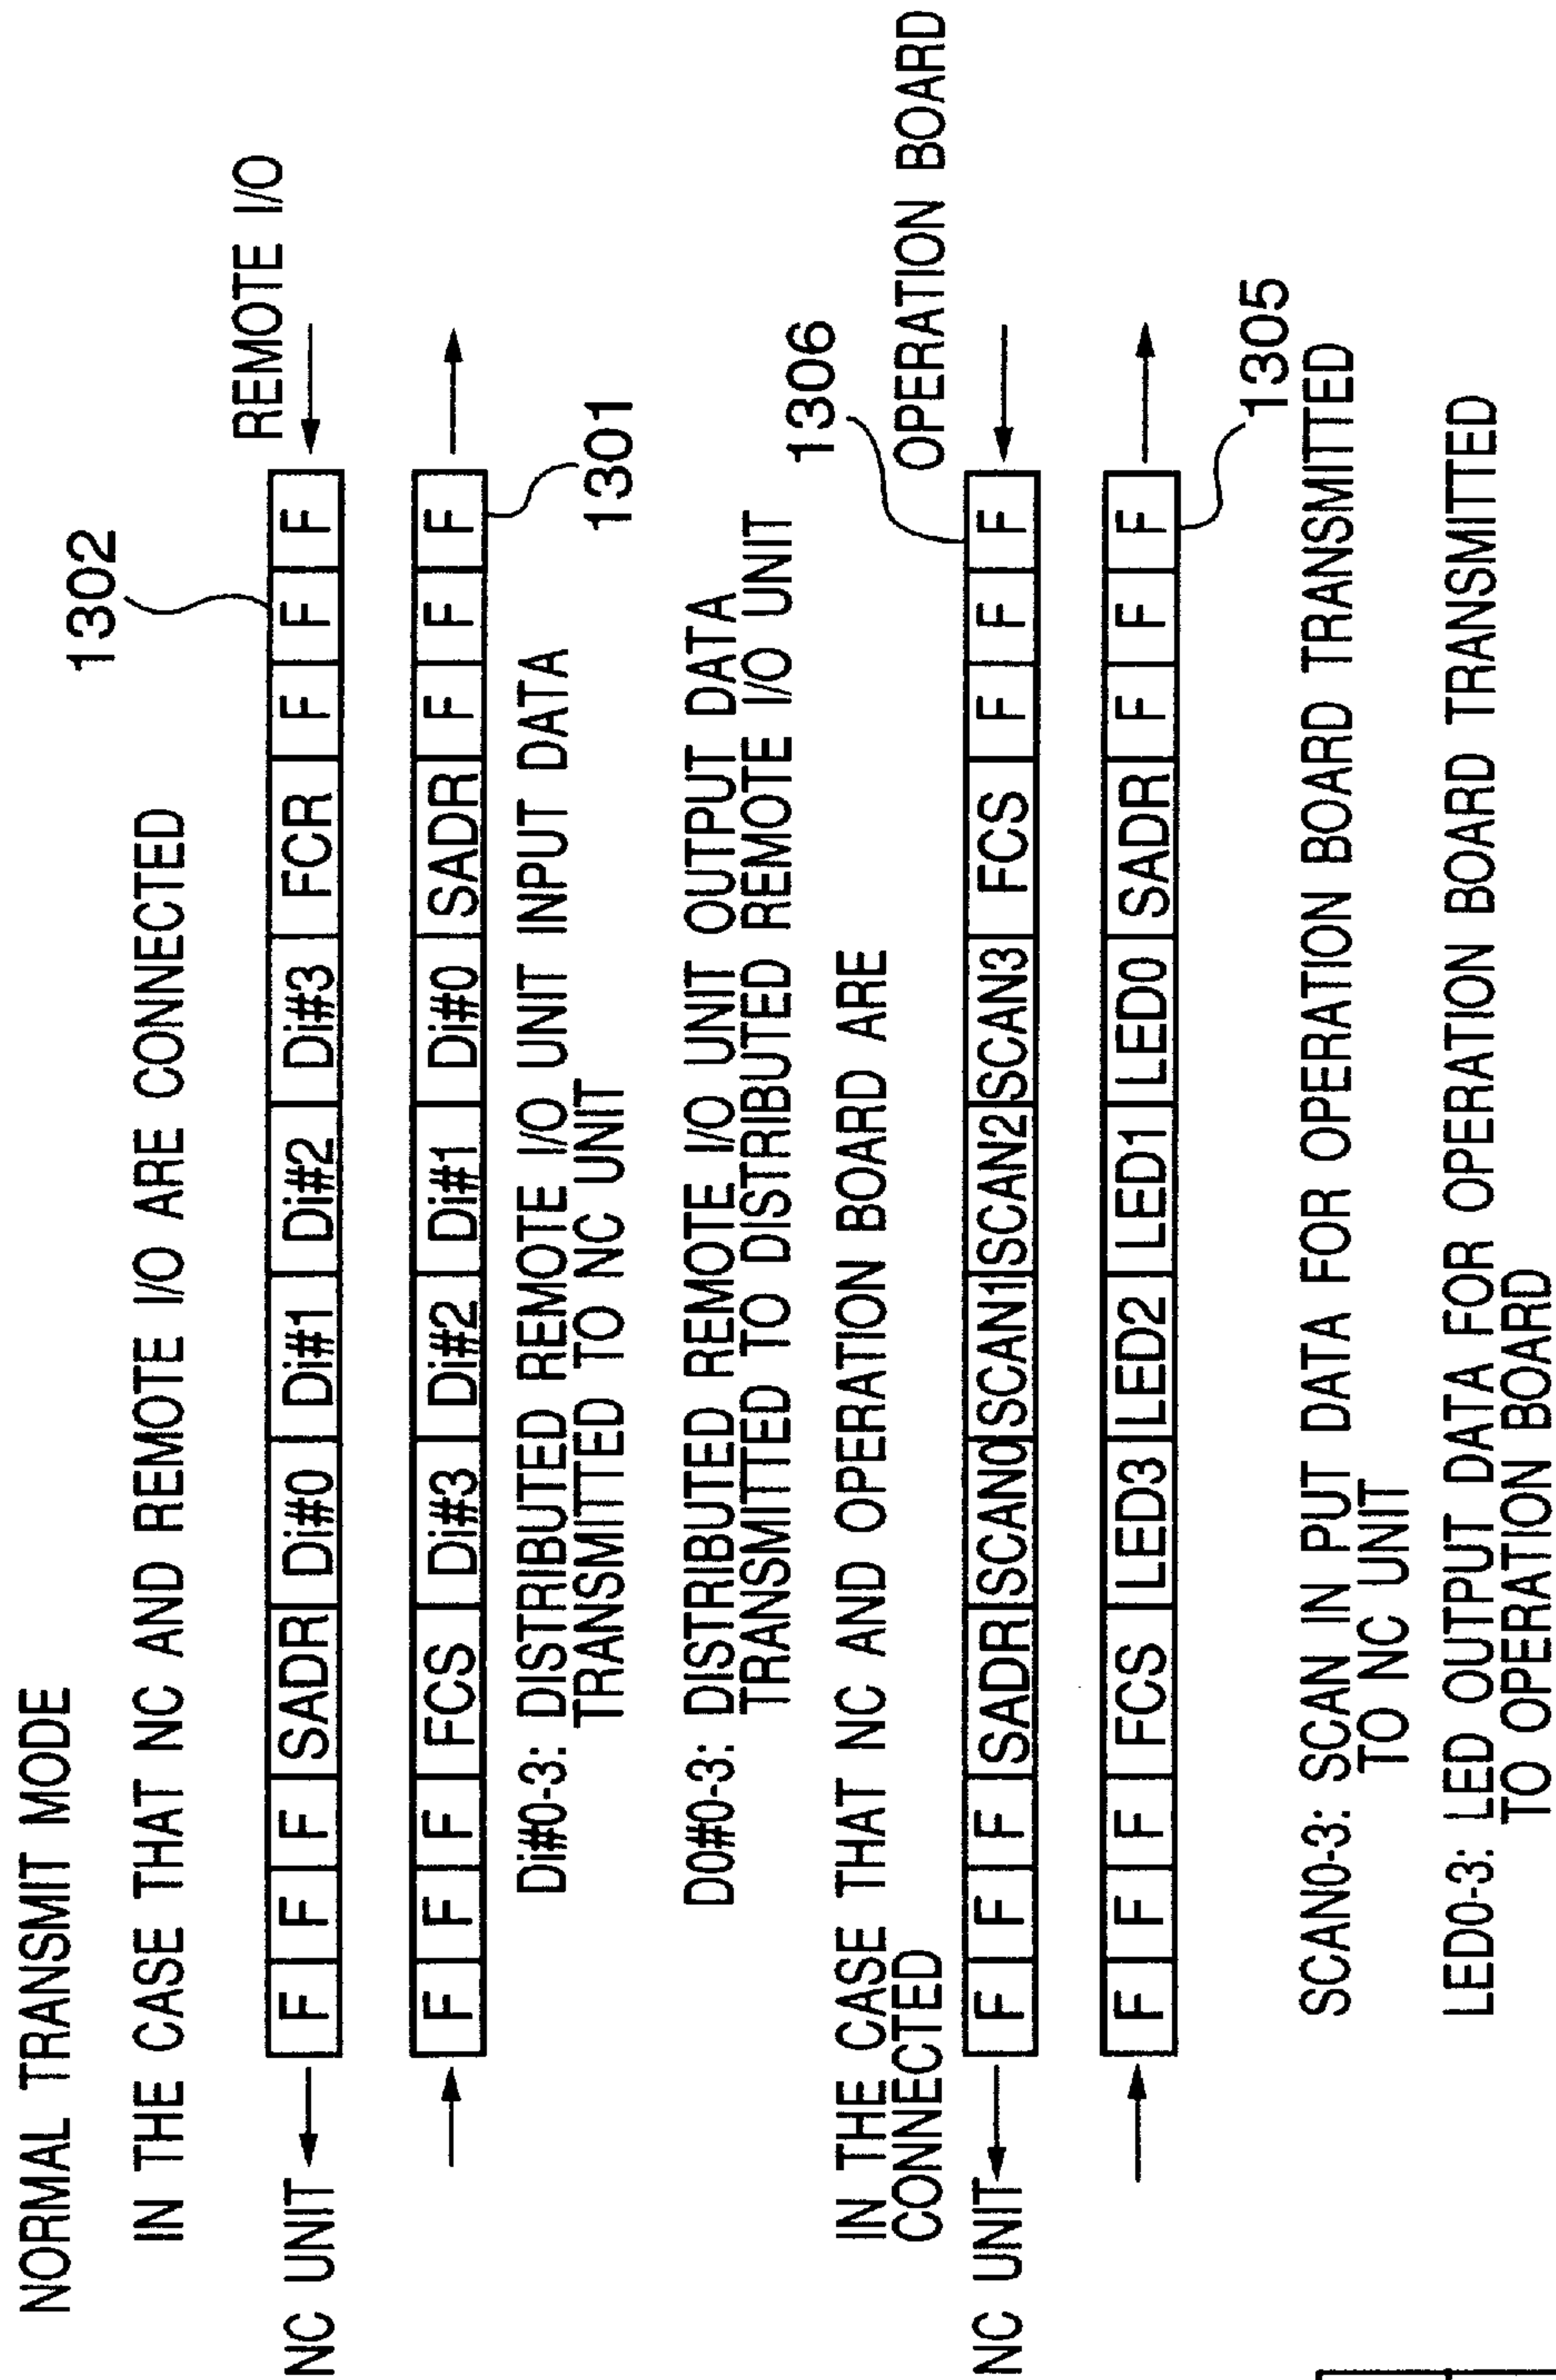 NORMAL TRANSMIT MODE
IN THE CASE THAT NC AND REMOTE I/O ARE CONNECTED
1302
REMOTE I/O
NC UNIT
F F F SADR Di#0 Di#1 Di#2 Di#3 FCR F F F
F F F FCS Di#3 Di#2 Di#1 Di#0 SADR F F F
1301
Di#0-3: DISTRIBUTED REMOTE I/O UNIT INPUT DATA
TRANSMITTED TO NC UNIT
D0#0-3: DISTRIBUTED REMOTE I/O UNIT OUTPUT DATA
TRANSMITTED TO DISTRIBUTED REMOTE I/O UNIT
IN THE CASE THAT NC AND OPERATION BOARD ARE
CONNECTED
1306
OPERATION BOARD
NC UNIT
F F F SADR SCAN0 SCAN1 SCAN2 SCAN3 FCS F F F
F F F FCS LED3 LED2 LED1 LED0 SADR F F F
1305
SCAN0-3: SCAN IN PUT DATA FOR OPERATION BOARD TRANSMITTED
TO NC UNIT
LED0-3: LED OUTPUT DATA FOR OPERATION BOARD TRANSMITTED
TO OPERATION BOARD